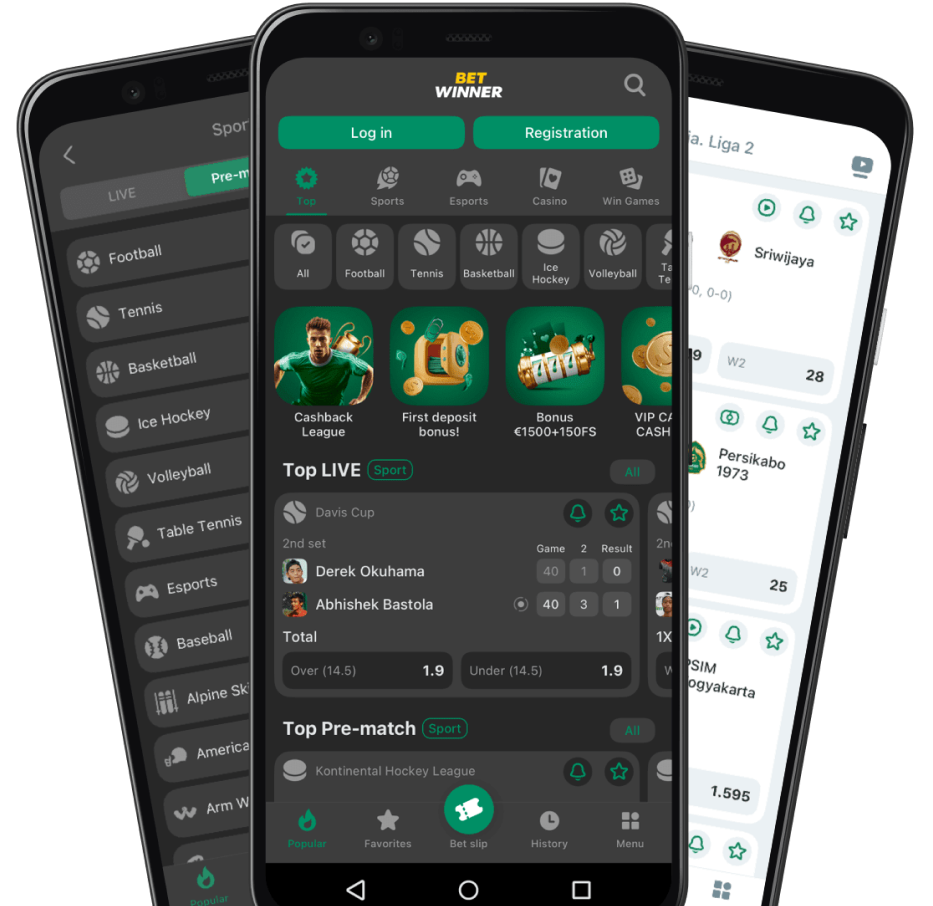 Spor
LIVE
Pre-m
Football
Tennis
Basketball
Ice Hockey
Volleyball
Table Tennis
Esports
Baseball
Alpine Ski
America
Arm W
Popular
BET
WINNER
Log in
Registration
Top
Sports
Esports
Casino
Win Games
All
Football
Tennis
Basketball
Ice
Hockey
Volleyball
Ta
Te
Cashback
League
First deposit
bonus!
Bonus
€1500+150FS
VIP CA
CASH
Top LIVE
Sport
All
Davis Cup
2nd set
Game 2 Result
Derek Okuhama
40 1 0
Abhishek Bastola
40 3 1
Total
Over (14.5) 1.9
Under (14.5) 1.9
2n
1X
W
Top Pre-match
Sport
All
Kontinental Hockey League
Popular
Favorites
Bet slip
History
Menu
ia. Liga 2
Sriwijaya
0, 0-0)
19
W2
28
Persikabo
1973
W2
25
PSIM
ogyakarta
1.595